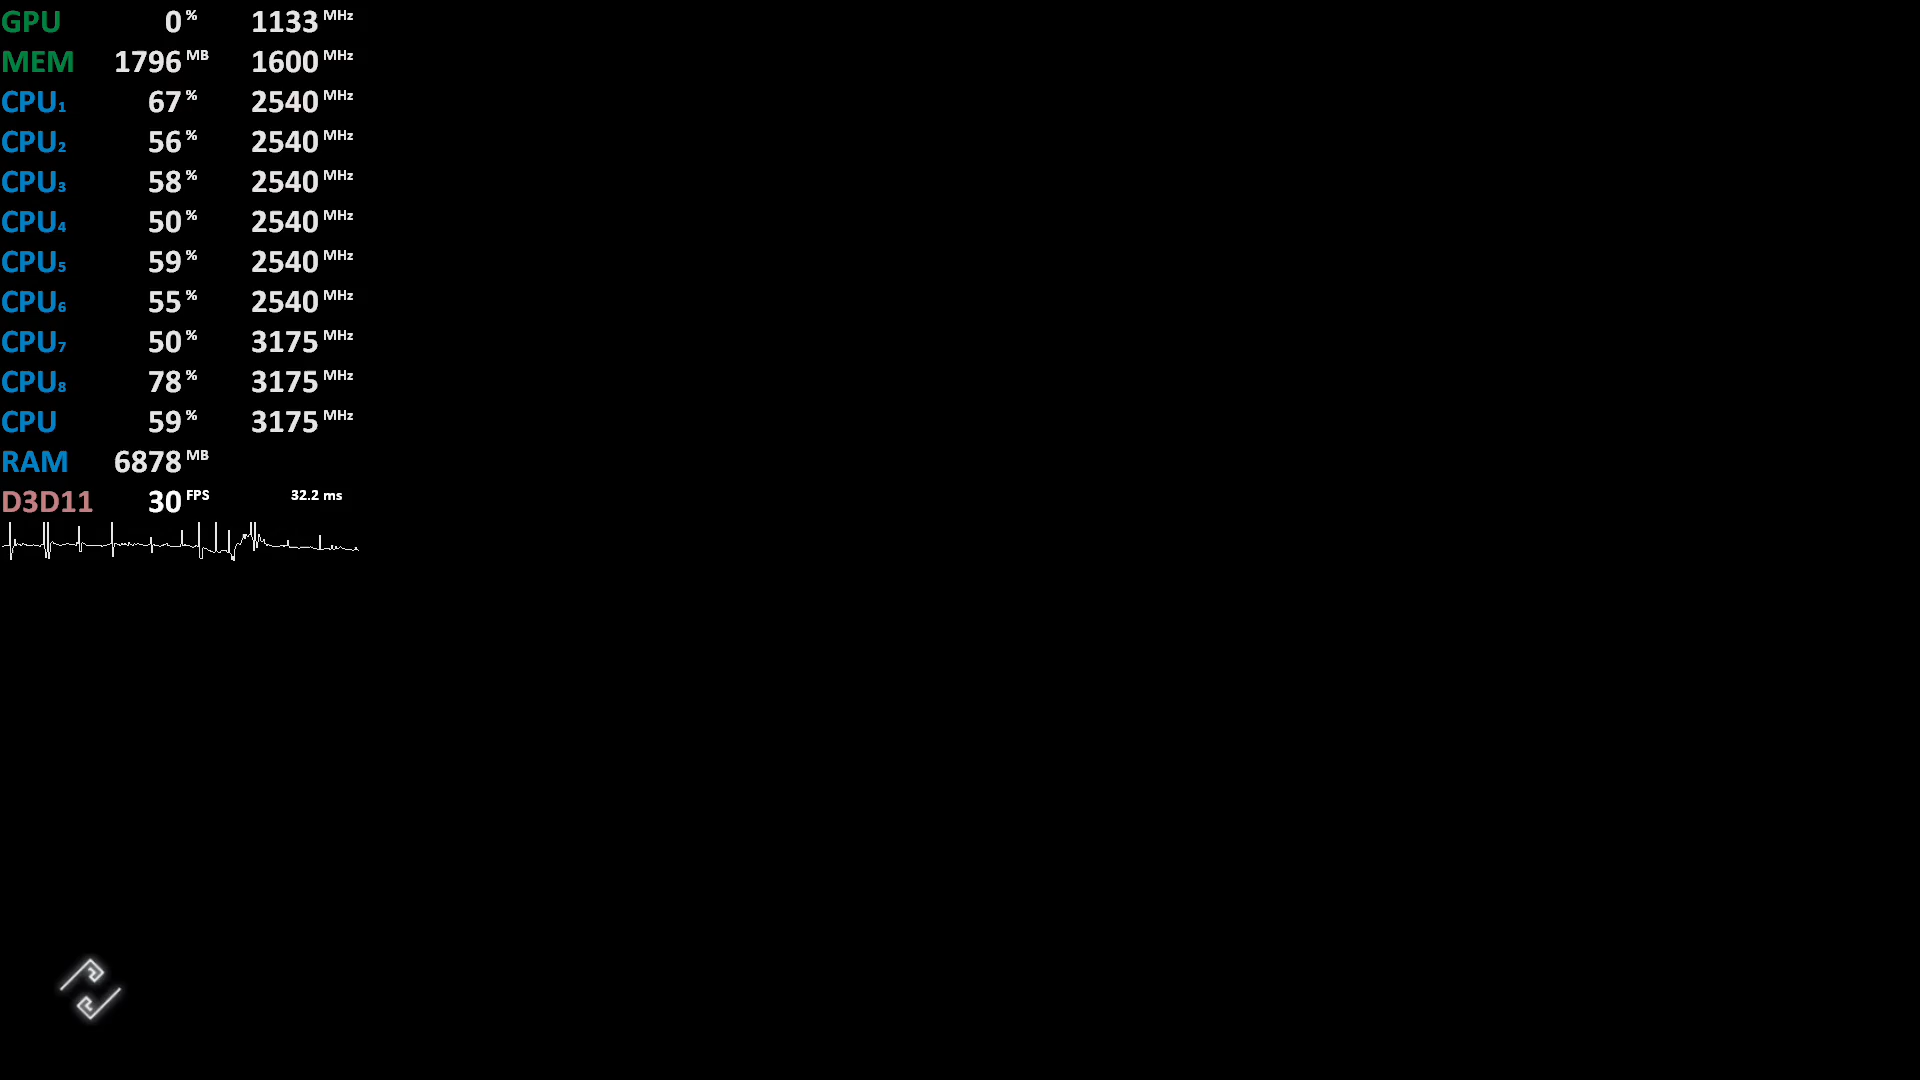 GPU 0 % 1133 MHz
MEM 1796 MB 1600 MHz
CPU1 67 % 2540 MHz
CPU2 56 % 2540 MHz
CPU3 58 % 2540 MHz
CPU4 50 % 2540 MHz
CPU5 59 % 2540 MHz
CPU6 55 % 2540 MHz
CPU7 50 % 3175 MHz
CPU8 78 % 3175 MHz
CPU 59 % 3175 MHz
RAM 6878 MB
D3D11 30 FPS 32.2 ms